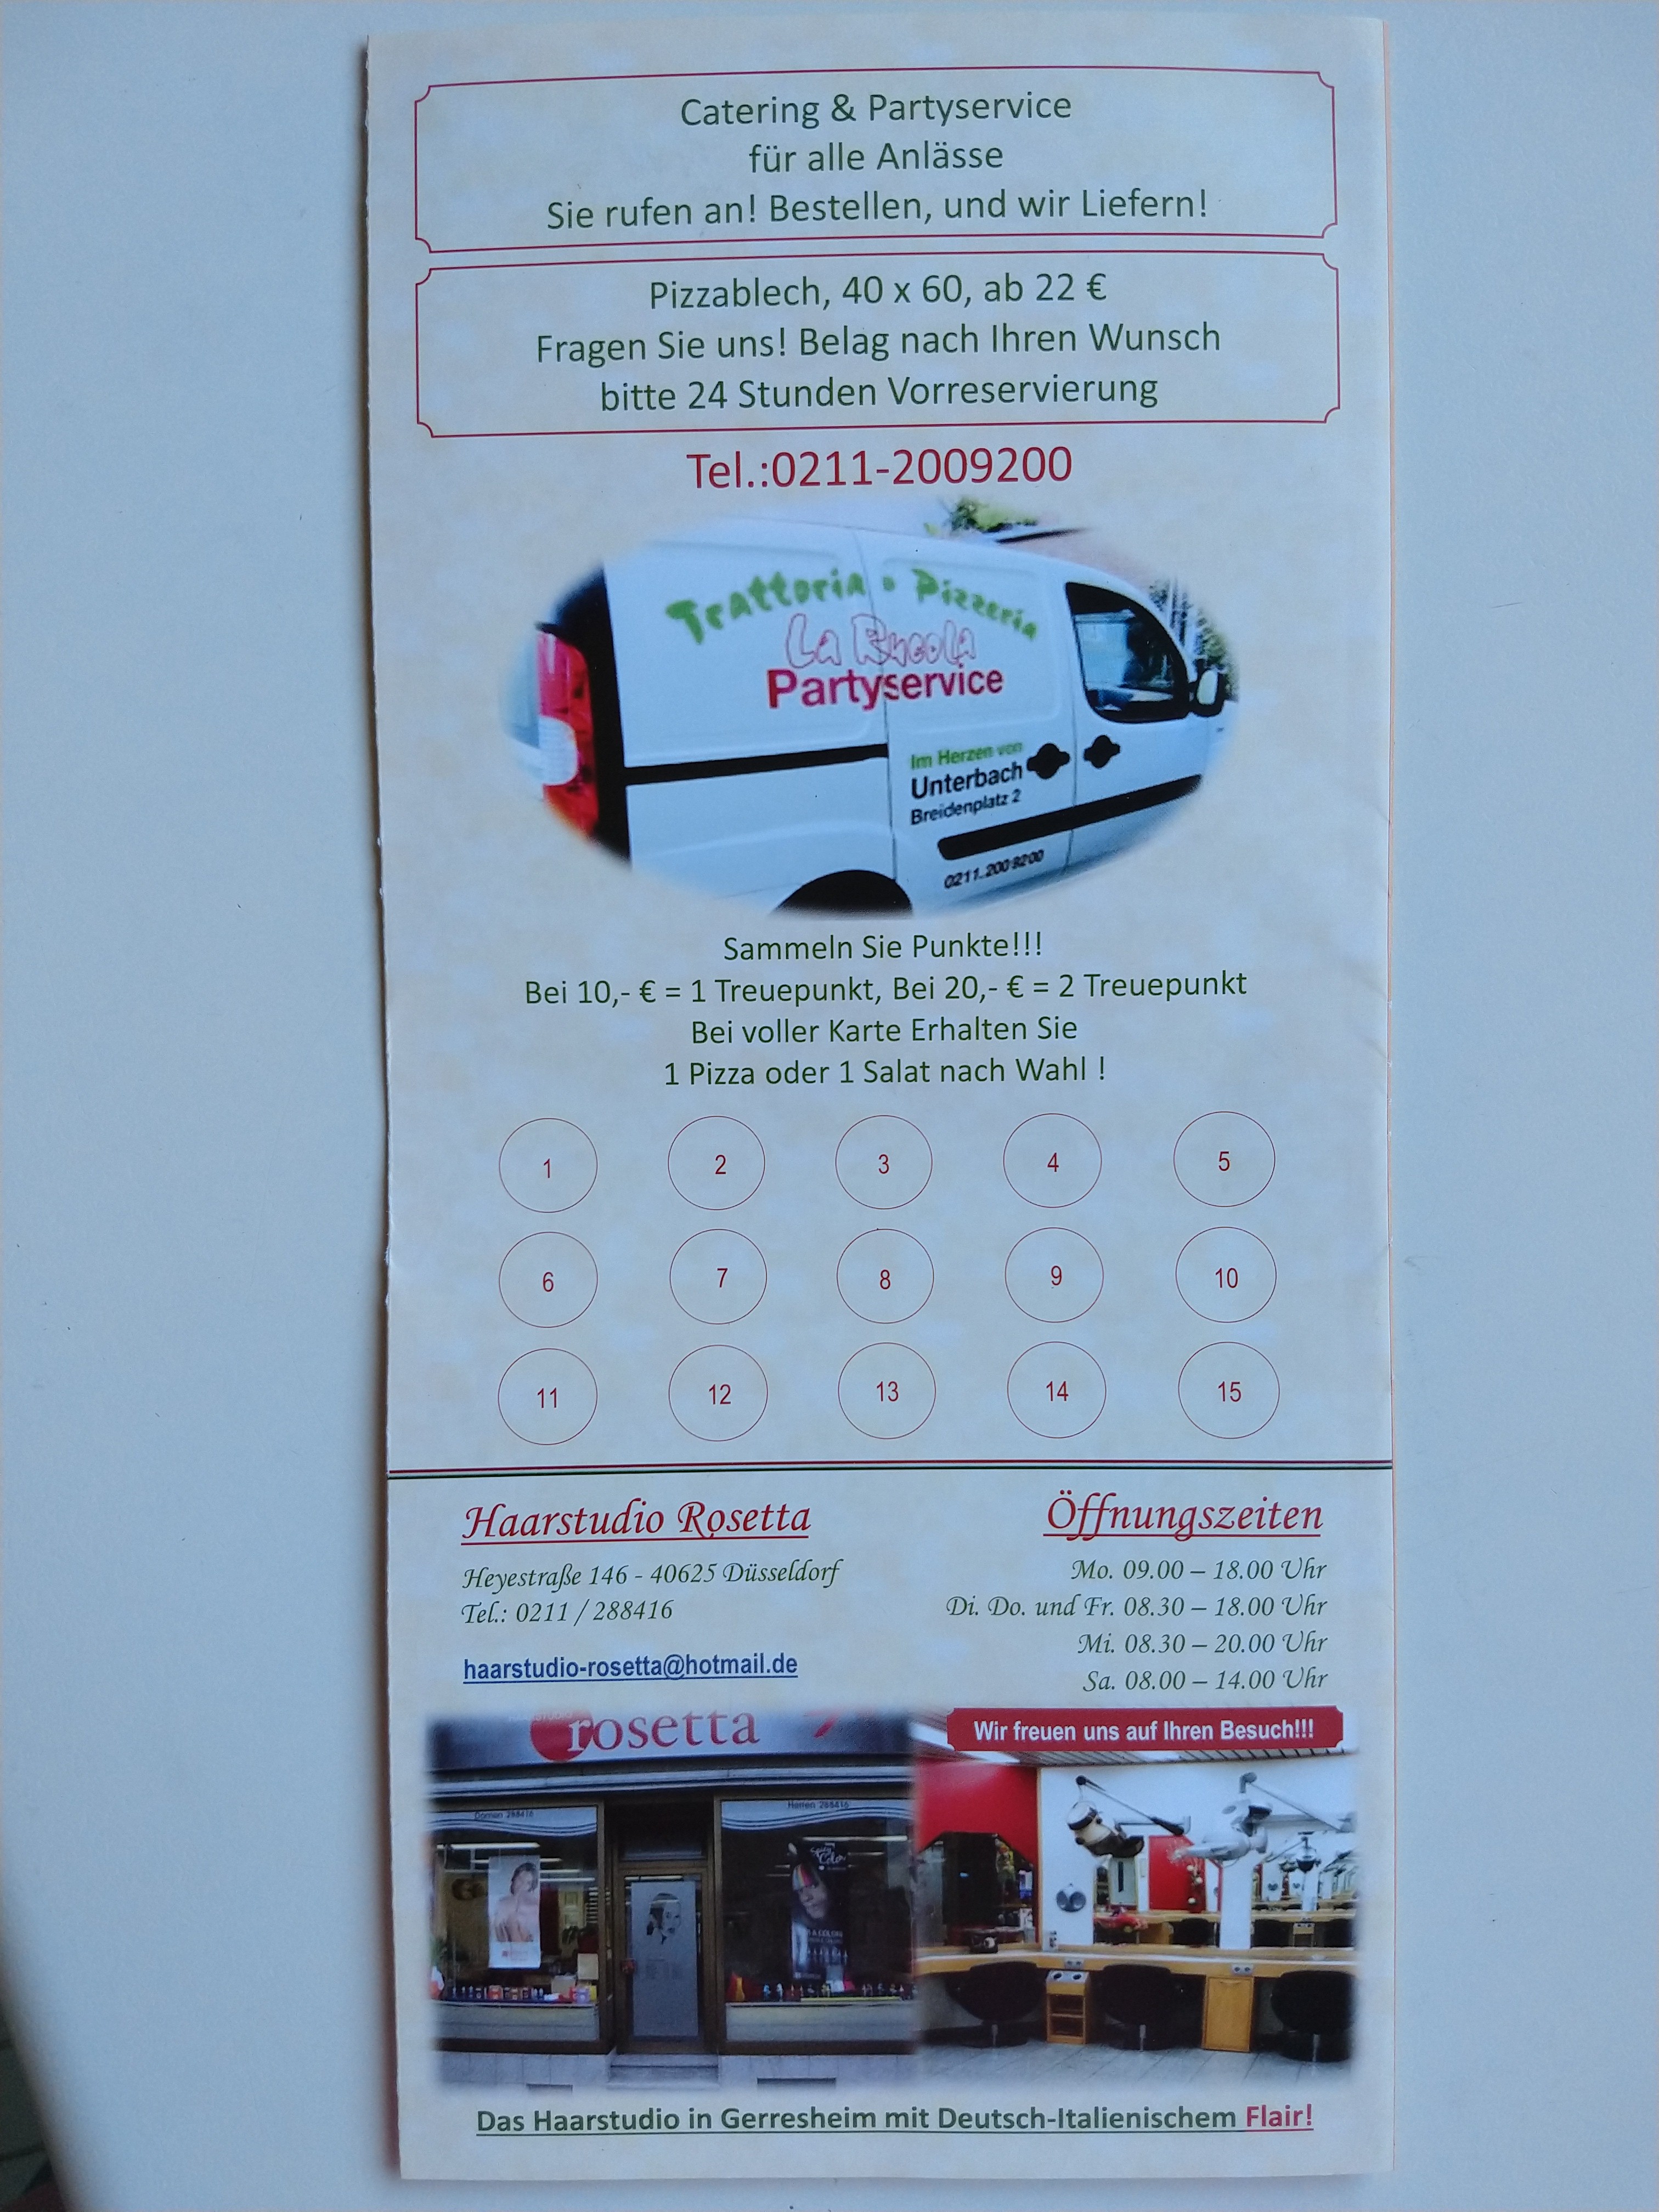 Catering & Partyservice
für alle Anlässe
Sie rufen an! Bestellen, und wir Liefern!
Pizzablech, 40 x 60, ab 22 €
Fragen Sie uns! Belag nach Ihren Wunsch
bitte 24 Stunden Vorreservierung
Tel.:0211-2009200
Trattoria • Pizzeria
La Rucola
Partyservice
Im Herzen von
Unterbach
Breidenplatz 2
0211.2009200
Sammeln Sie Punkte!!!
Bei 10,- € = 1 Treuepunkt, Bei 20,- € = 2 Treuepunkt
Bei voller Karte Erhalten Sie
1 Pizza oder 1 Salat nach Wahl !
1 2 3 4 5
6 7 8 9 10
11 12 13 14 15
Haarstudio Rosetta
Heyestraße 146 - 40625 Düsseldorf
Tel.: 0211 / 288416
haarstudio-rosetta@hotmail.de
Öffnungszeiten
Mo. 09.00 – 18.00 Uhr
Di. Do. und Fr. 08.30 – 18.00 Uhr
Mi. 08.30 – 20.00 Uhr
Sa. 08.00 – 14.00 Uhr
rosetta
Damen 288416
Herren 288416
Wir freuen uns auf Ihren Besuch!!!
Das Haarstudio in Gerresheim mit Deutsch-Italienischem Flair!